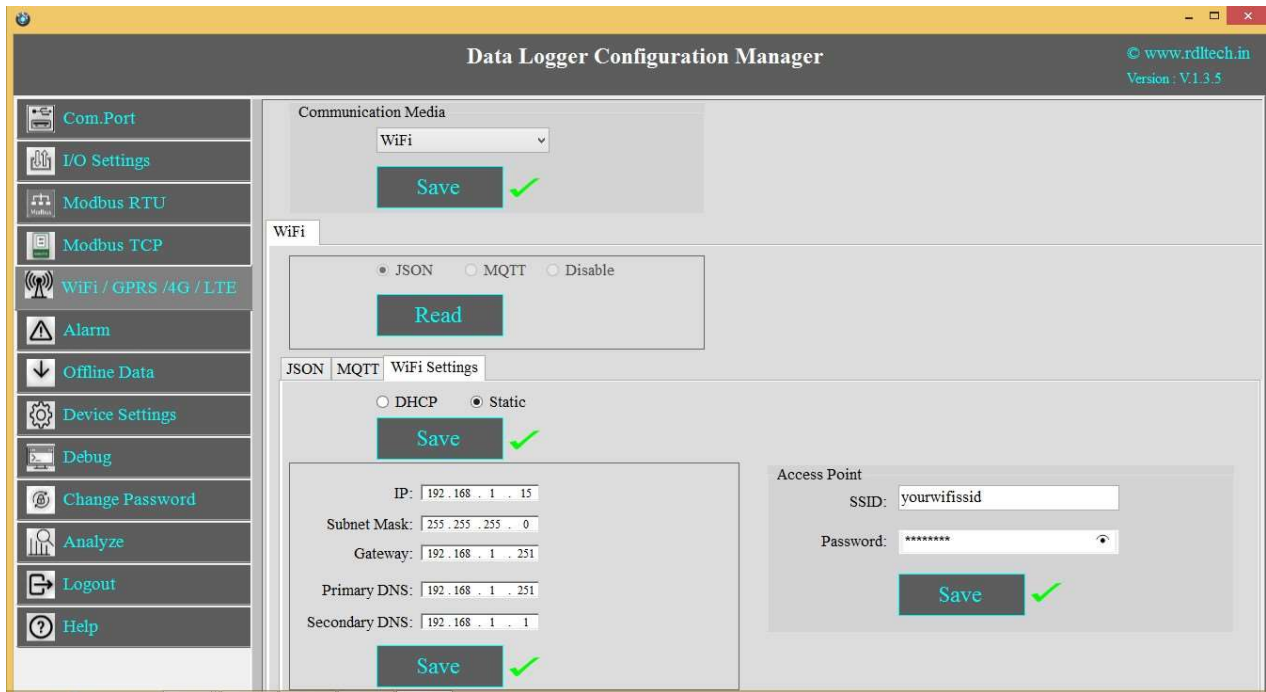 Data Logger Configuration Manager
© www.rdltech.in
Version : V.1.3.5
Com.Port
I/O Settings
Modbus RTU
Modbus TCP
WiFi / GPRS /4G / LTE
Alarm
Offline Data
Device Settings
Debug
Change Password
Analyze
Logout
Help
Communication Media
WiFi
Save
WiFi
JSON MQTT Disable
Read
JSON MQTT WiFi Settings
DHCP Static
Save
IP: 192 . 168 . 1 . 15
Subnet Mask: 255 . 255 . 255 . 0
Gateway: 192 . 168 . 1 . 251
Primary DNS: 192 . 168 . 1 . 251
Secondary DNS: 192 . 168 . 1 . 1
Save
Access Point
SSID: yourwifissid
Password: ********
Save